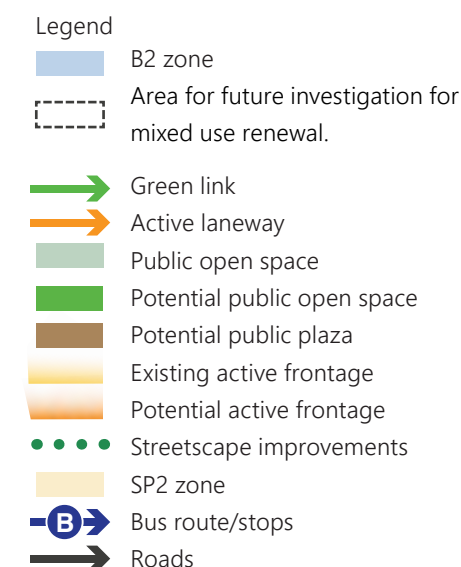 Legend
B2 zone
Area for future investigation for
mixed use renewal.
Green link
Active laneway
Public open space
Potential public open space
Potential public plaza
Existing active frontage
Potential active frontage
Streetscape improvements
SP2 zone
B Bus route/stops
Roads